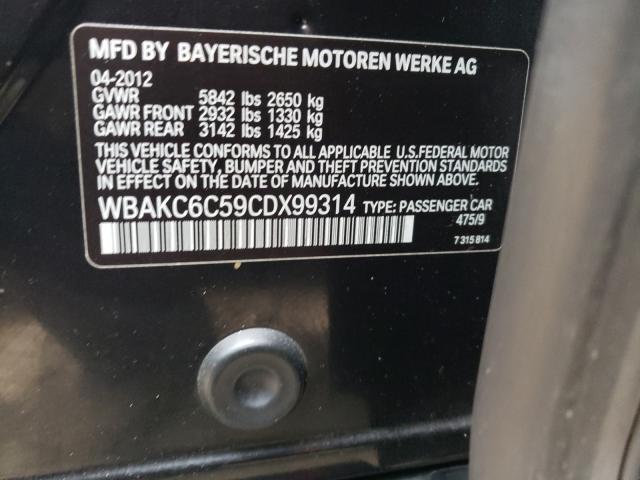 MFD BY BAYERISCHE MOTOREN WERKE AG
04-2012
GVWR 5842 lbs 2650 kg
GAWR FRONT 2932 lbs 1330 kg
GAWR REAR 3142 lbs 1425 kg
THIS VEHICLE CONFORMS TO ALL APPLICABLE U.S.FEDERAL MOTOR
VEHICLE SAFETY, BUMPER AND THEFT PREVENTION STANDARDS
IN EFFECT ON THE DATE OF MANUFACTURE SHOWN ABOVE.
WBAKC6C59CDX99314 TYPE: PASSENGER CAR
475/9
7 315 814